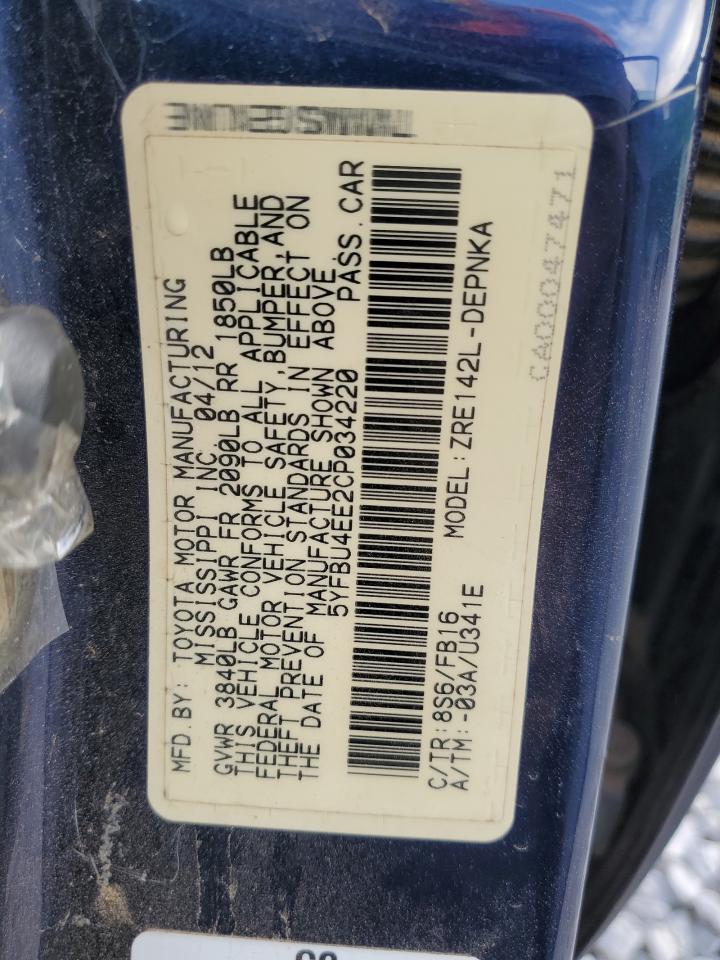 MFD. BY: TOYOTA MOTOR MANUFACTURING
MISSISSIPPI INC. 04/12
GVWR 3840LB GAWR FR 2090LB RR 1850LB
THIS VEHICLE CONFORMS TO ALL APPLICABLE
FEDERAL MOTOR VEHICLE SAFETY,BUMPER,AND
THEFT PREVENTION STANDARDS IN EFFECT ON
THE DATE OF MANUFACTURE SHOWN ABOVE.
5YFBU4EE2CP034220 PASS.CAR
C/TR:8S6/FB16 MODEL:ZRE142L-DEPNKA
A/TM:-03A/U341E
CA000047471